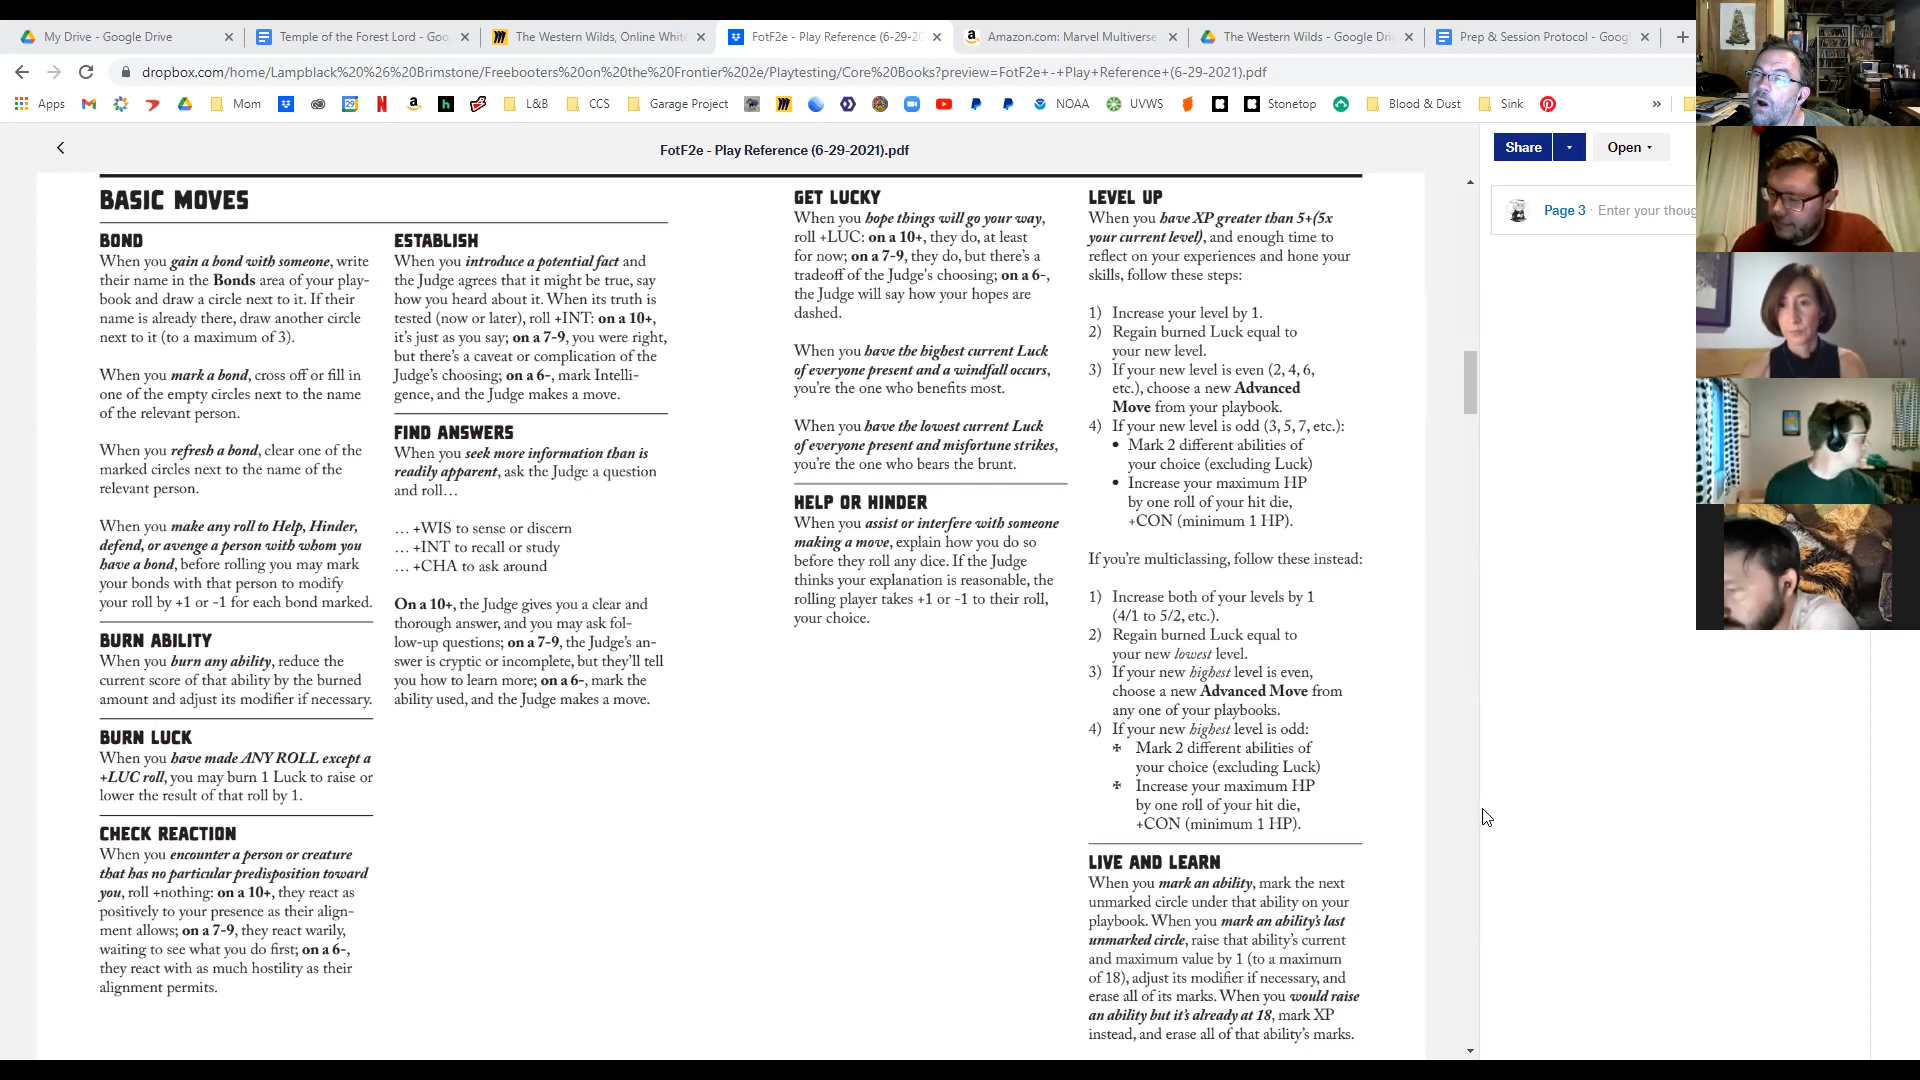 My Drive - Google Drive
Temple of the Forest Lord - Goo
The Western Wilds, Online White
FotF2e - Play Reference (6-29-20
Amazon.com: Marvel Multiverse
The Western Wilds - Google Dri
Prep & Session Protocol - Googl
dropbox.com/home/Lampblack%20%26%20Brimstone/Freebooters%20on%20the%20Frontier%202e/Playtesting/Core%20Books?preview=FotF2e+-+Play+Reference+(6-29-2021).pdf
Apps
Mom
L&B
CCS
Garage Project
NOAA
UVWS
Stonetop
Blood & Dust
Sink
»
FotF2e - Play Reference (6-29-2021).pdf
Share
Open
Page 3 · Enter your thoug
BASIC MOVES
BOND
When you gain a bond with someone, write
their name in the Bonds area of your play-
book and draw a circle next to it. If their
name is already there, draw another circle
next to it (to a maximum of 3).
When you mark a bond, cross off or fill in
one of the empty circles next to the name
of the relevant person.
When you refresh a bond, clear one of the
marked circles next to the name of the
relevant person.
When you make any roll to Help, Hinder,
defend, or avenge a person with whom you
have a bond, before rolling you may mark
your bonds with that person to modify
your roll by +1 or -1 for each bond marked.
BURN ABILITY
When you burn any ability, reduce the
current score of that ability by the burned
amount and adjust its modifier if necessary.
BURN LUCK
When you have made ANY ROLL except a
+LUC roll, you may burn 1 Luck to raise or
lower the result of that roll by 1.
CHECK REACTION
When you encounter a person or creature
that has no particular predisposition toward
you, roll +nothing: on a 10+, they react as
positively to your presence as their align-
ment allows; on a 7-9, they react warily,
waiting to see what you do first; on a 6-,
they react with as much hostility as their
alignment permits.
ESTABLISH
When you introduce a potential fact and
the Judge agrees that it might be true, say
how you heard about it. When its truth is
tested (now or later), roll +INT: on a 10+,
it's just as you say; on a 7-9, you were right,
but there's a caveat or complication of the
Judge's choosing; on a 6-, mark Intelli-
gence, and the Judge makes a move.
FIND ANSWERS
When you seek more information than is
readily apparent, ask the Judge a question
and roll…
… +WIS to sense or discern
… +INT to recall or study
… +CHA to ask around
On a 10+, the Judge gives you a clear and
thorough answer, and you may ask fol-
low-up questions; on a 7-9, the Judge's an-
swer is cryptic or incomplete, but they'll tell
you how to learn more; on a 6-, mark the
ability used, and the Judge makes a move.
GET LUCKY
When you hope things will go your way,
roll +LUC: on a 10+, they do, at least
for now; on a 7-9, they do, but there's a
tradeoff of the Judge's choosing; on a 6-,
the Judge will say how your hopes are
dashed.
When you have the highest current Luck
of everyone present and a windfall occurs,
you're the one who benefits most.
When you have the lowest current Luck
of everyone present and misfortune strikes,
you're the one who bears the brunt.
HELP OR HINDER
When you assist or interfere with someone
making a move, explain how you do so
before they roll any dice. If the Judge
thinks your explanation is reasonable, the
rolling player takes +1 or -1 to their roll,
your choice.
LEVEL UP
When you have XP greater than 5+(5x
your current level), and enough time to
reflect on your experiences and hone your
skills, follow these steps:
1) Increase your level by 1.
2) Regain burned Luck equal to
your new level.
3) If your new level is even (2, 4, 6,
etc.), choose a new Advanced
Move from your playbook.
4) If your new level is odd (3, 5, 7, etc.):
• Mark 2 different abilities of
your choice (excluding Luck)
• Increase your maximum HP
by one roll of your hit die,
+CON (minimum 1 HP).
If you're multiclassing, follow these instead:
1) Increase both of your levels by 1
(4/1 to 5/2, etc.).
2) Regain burned Luck equal to
your new lowest level.
3) If your new highest level is even,
choose a new Advanced Move from
any one of your playbooks.
4) If your new highest level is odd:
✠ Mark 2 different abilities of
your choice (excluding Luck)
✠ Increase your maximum HP
by one roll of your hit die,
+CON (minimum 1 HP).
LIVE AND LEARN
When you mark an ability, mark the next
unmarked circle under that ability on your
playbook. When you mark an ability's last
unmarked circle, raise that ability's current
and maximum value by 1 (to a maximum
of 18), adjust its modifier if necessary, and
erase all of its marks. When you would raise
an ability but it's already at 18, mark XP
instead, and erase all of that ability's marks.